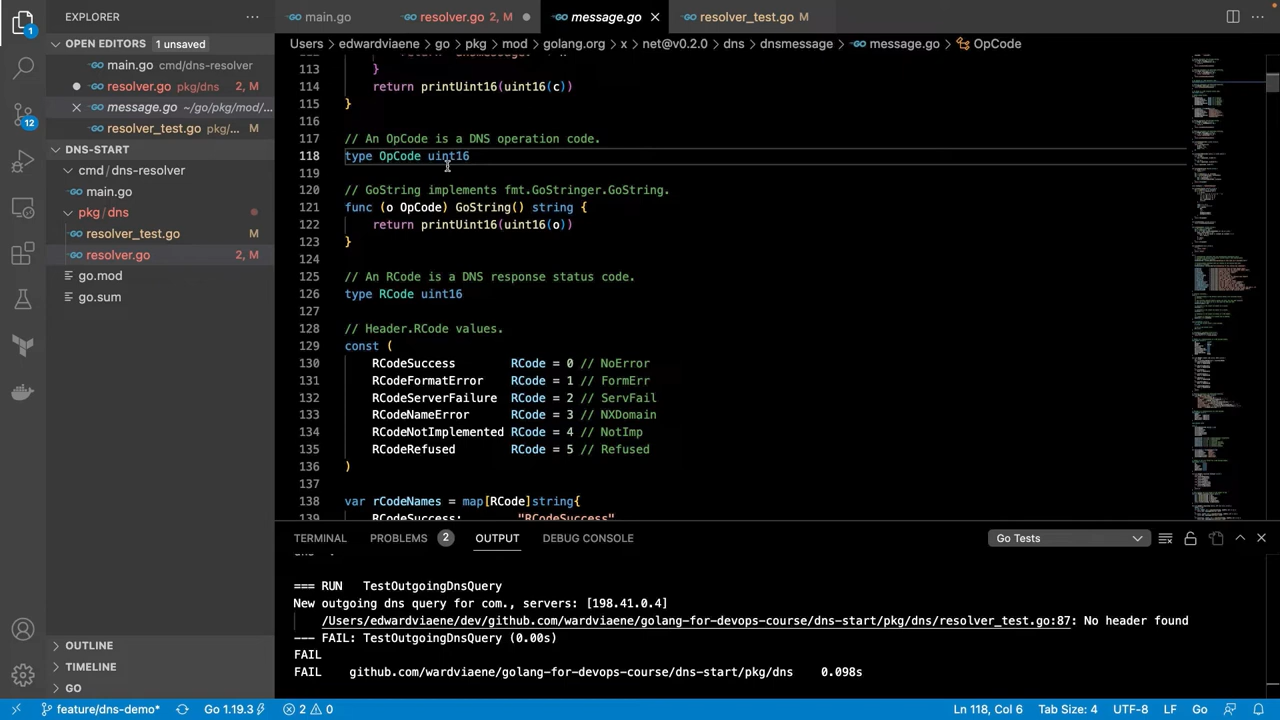 EXPLORER
main.go
resolver.go 2, M
message.go
resolver_test.go M
OPEN EDITORS 1 unsaved
main.go cmd/dns-resolver
resolver.go pkg/dns 2, M
message.go ~/go/pkg/mod/...
resolver_test.go pkg/... M
DNS-START
cmd / dns-resolver
main.go
pkg / dns
resolver_test.go M
resolver.go 2, M
go.mod
go.sum
OUTLINE
TIMELINE
GO
1
12
Users > edwardviaene > go > pkg > mod > golang.org > x > net@v0.2.0 > dns > dnsmessage > message.go > OpCode
113 }
114 return printUint16(uint16(c))
115 }
116
117 // An OpCode is a DNS operation code.
118 type OpCode uint16
119
120 // GoString implements fmt.GoStringer.GoString.
121 func (o OpCode) GoString() string {
122 return printUint16(uint16(o))
123 }
124
125 // An RCode is a DNS response status code.
126 type RCode uint16
127
128 // Header.RCode values.
129 const (
130 RCodeSuccess RCode = 0 // NoError
131 RCodeFormatError RCode = 1 // FormErr
132 RCodeServerFailure RCode = 2 // ServFail
133 RCodeNameError RCode = 3 // NXDomain
134 RCodeNotImplemented RCode = 4 // NotImp
135 RCodeRefused RCode = 5 // Refused
136 )
137
138 var rCodeNames = map[RCode]string{
139 RCodeSuccess: "RCodeSuccess"
TERMINAL PROBLEMS 2 OUTPUT DEBUG CONSOLE Go Tests
=== RUN TestOutgoingDnsQuery
New outgoing dns query for com., servers: [198.41.0.4]
/Users/edwardviaene/dev/github.com/wardviaene/golang-for-devops-course/dns-start/pkg/dns/resolver_test.go:87: No header found
--- FAIL: TestOutgoingDnsQuery (0.00s)
FAIL
FAIL github.com/wardviaene/golang-for-devops-course/dns-start/pkg/dns 0.098s
feature/dns-demo* Go 1.19.3 2 0 Ln 118, Col 6 Tab Size: 4 UTF-8 LF Go